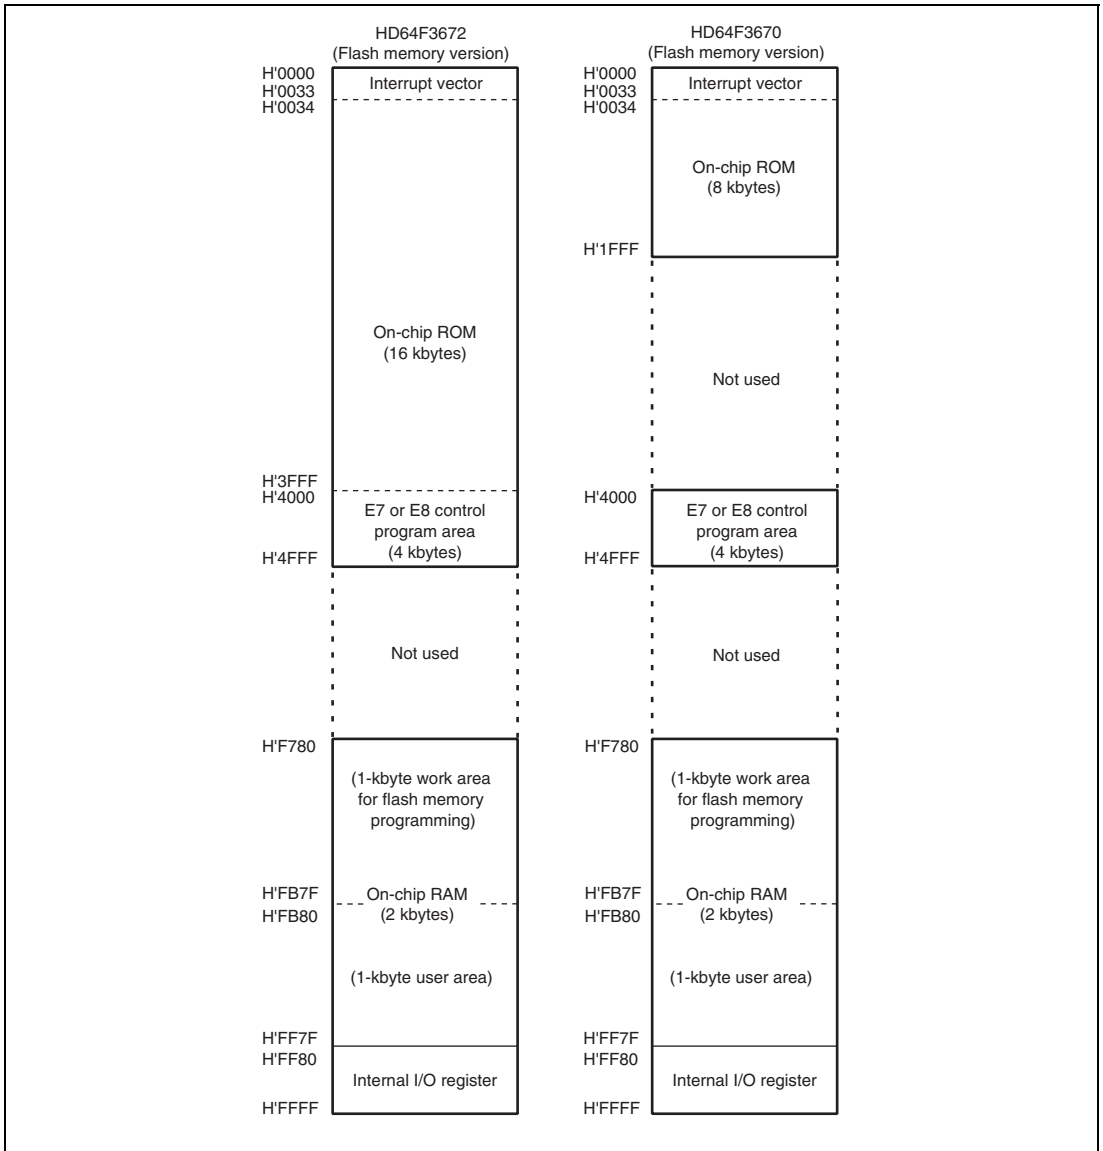 HD64F3672
(Flash memory version)
H'0000
Interrupt vector
H'0033
H'0034
On-chip ROM
(16 kbytes)
H'3FFF
H'4000
E7 or E8 control
program area
(4 kbytes)
H'4FFF
Not used
H'F780
(1-kbyte work area
for flash memory
programming)
H'FB7F
On-chip RAM
(2 kbytes)
H'FB80
(1-kbyte user area)
H'FF7F
H'FF80
Internal I/O register
H'FFFF
HD64F3670
(Flash memory version)
H'0000
Interrupt vector
H'0033
H'0034
On-chip ROM
(8 kbytes)
H'1FFF
Not used
H'4000
E7 or E8 control
program area
(4 kbytes)
H'4FFF
Not used
H'F780
(1-kbyte work area
for flash memory
programming)
H'FB7F
On-chip RAM
(2 kbytes)
H'FB80
(1-kbyte user area)
H'FF7F
H'FF80
Internal I/O register
H'FFFF